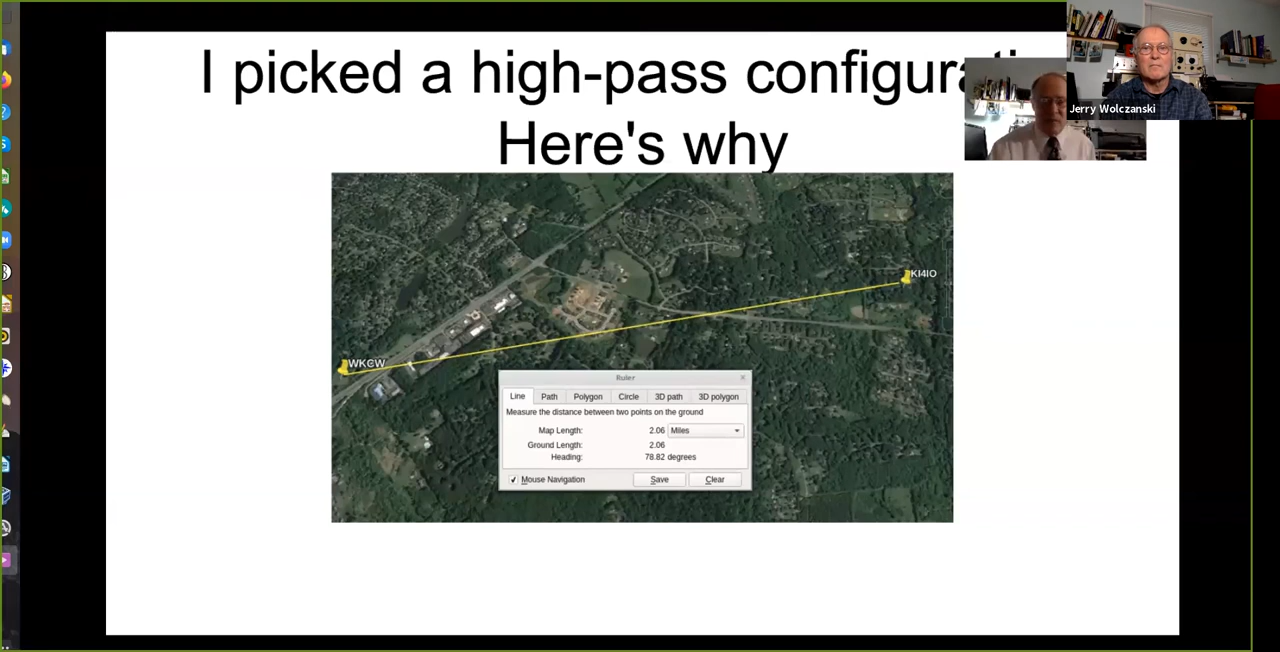 I picked a high-pass configurati
Here's why
Jerry Wolczanski
KI4IO
WKCW
Ruler
Line Path Polygon Circle 3D path 3D polygon
Measure the distance between two points on the ground
Map Length: 2.06 Miles
Ground Length: 2.06
Heading: 78.82 degrees
Mouse Navigation Save Clear